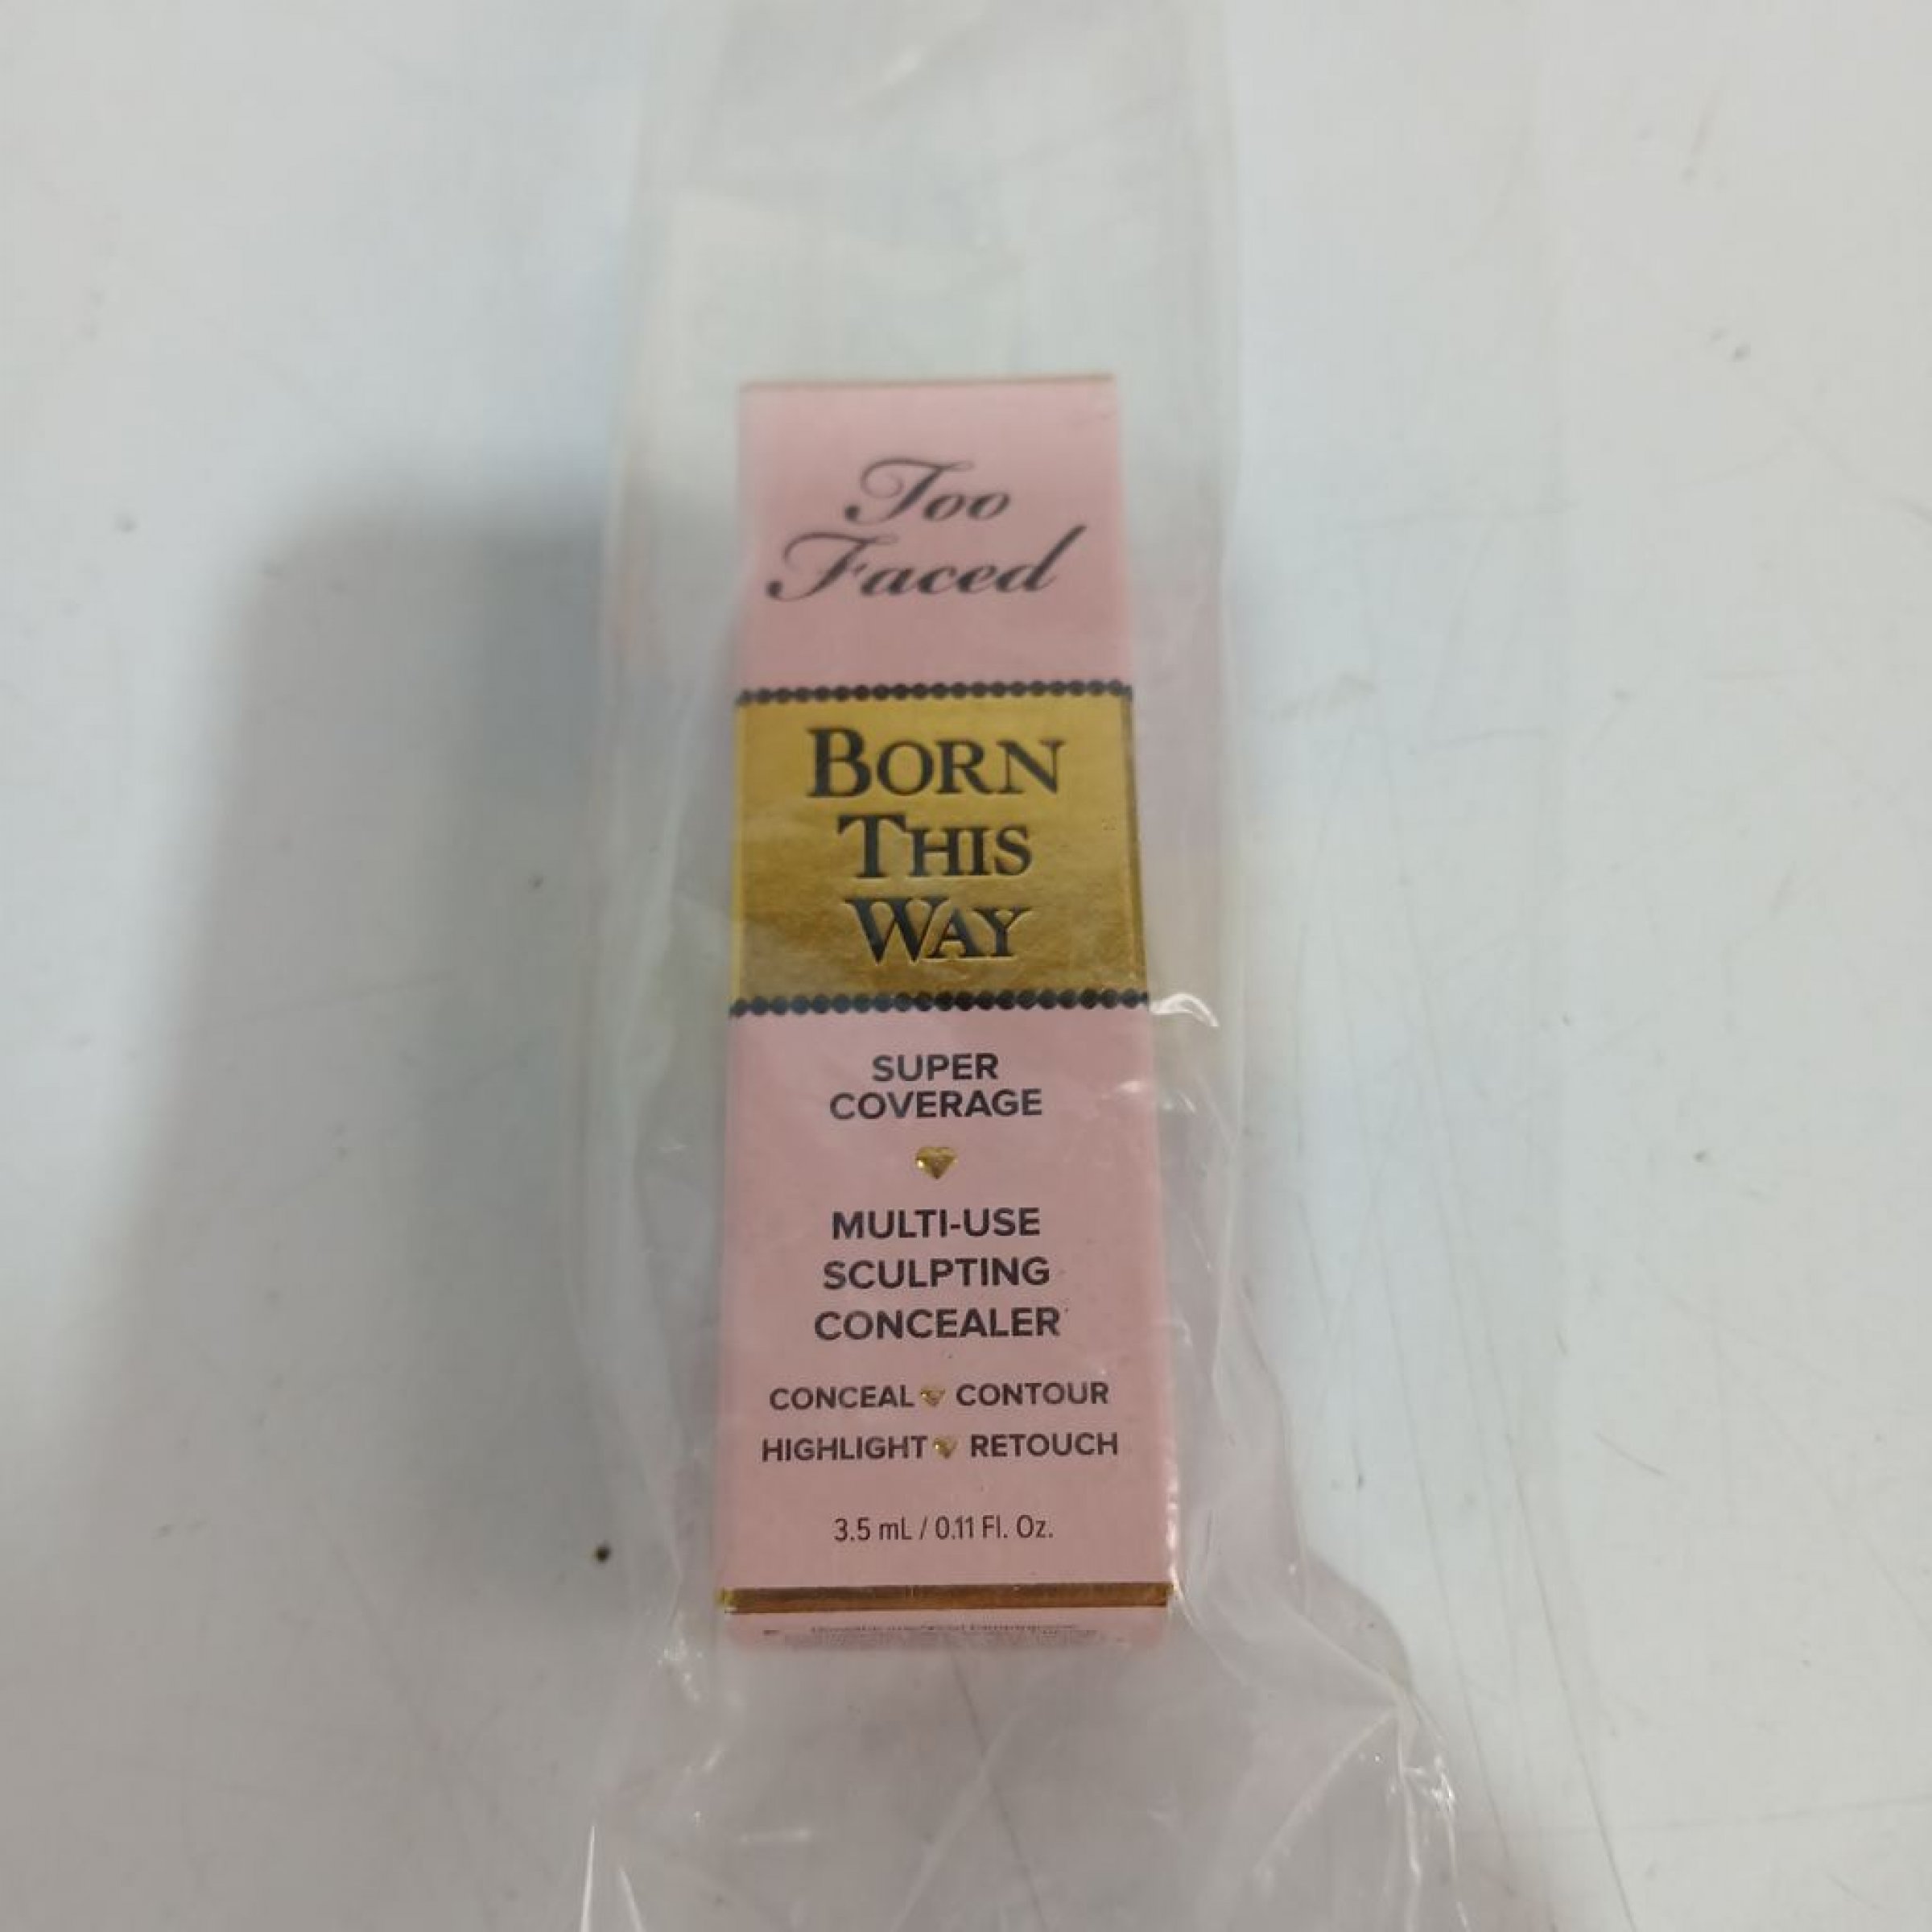 Too
Faced
BORN
THIS
WAY
SUPER
COVERAGE
MULTI-USE
SCULPTING
CONCEALER
CONCEAL CONTOUR
HIGHLIGHT RETOUCH
3.5 mL / 0.11 Fl. Oz.